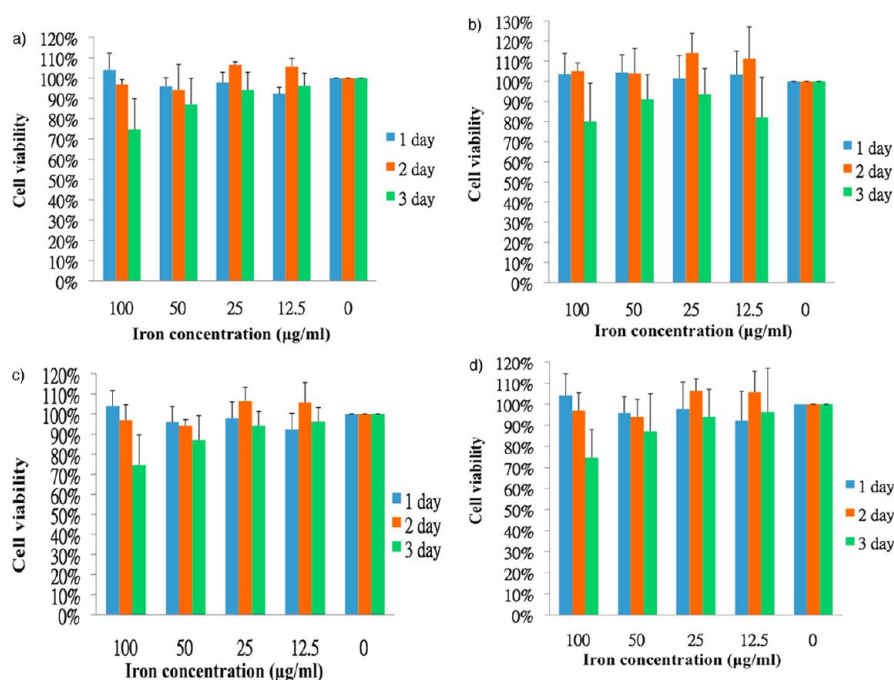 a)
Cell viability
120%
110%
100%
90%
80%
70%
60%
50%
40%
30%
20%
10%
0%
100 50 25 12.5 0
Iron concentration (μg/ml)
1 day
2 day
3 day
b)
Cell viability
130%
120%
110%
100%
90%
80%
70%
60%
50%
40%
30%
20%
10%
0%
100 50 25 12.5 0
Iron concentration (μg/ml)
1 day
2 day
3 day
c)
Cell viability
120%
110%
100%
90%
80%
70%
60%
50%
40%
30%
20%
10%
0%
100 50 25 12.5 0
Iron concentration (μg/ml)
1 day
2 day
3 day
d)
Cell viability
120%
110%
100%
90%
80%
70%
60%
50%
40%
30%
20%
10%
0%
100 50 25 12.5 0
Iron concentration (μg/ml)
1 day
2 day
3 day